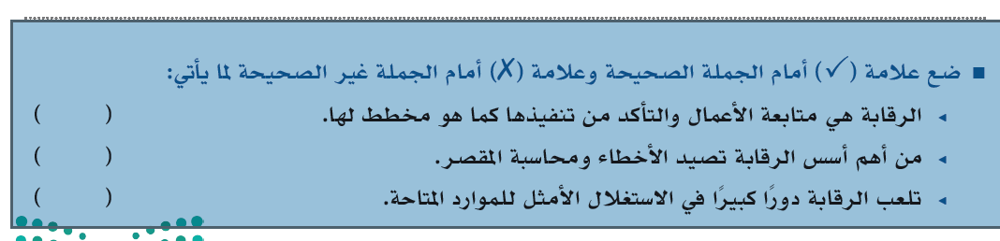 ■ ضع علامة (✓) أمام الجملة الصحيحة وعلامة (✗) أمام الجملة غير الصحيحة لما يأتي:
◂ الرقابة هي متابعة الأعمال والتأكد من تنفيذها كما هو مخطط لها. ( )
◂ من أهم أسس الرقابة تصيد الأخطاء ومحاسبة المقصر. ( )
◂ تلعب الرقابة دورًا كبيرًا في الاستغلال الأمثل للموارد المتاحة. ( )